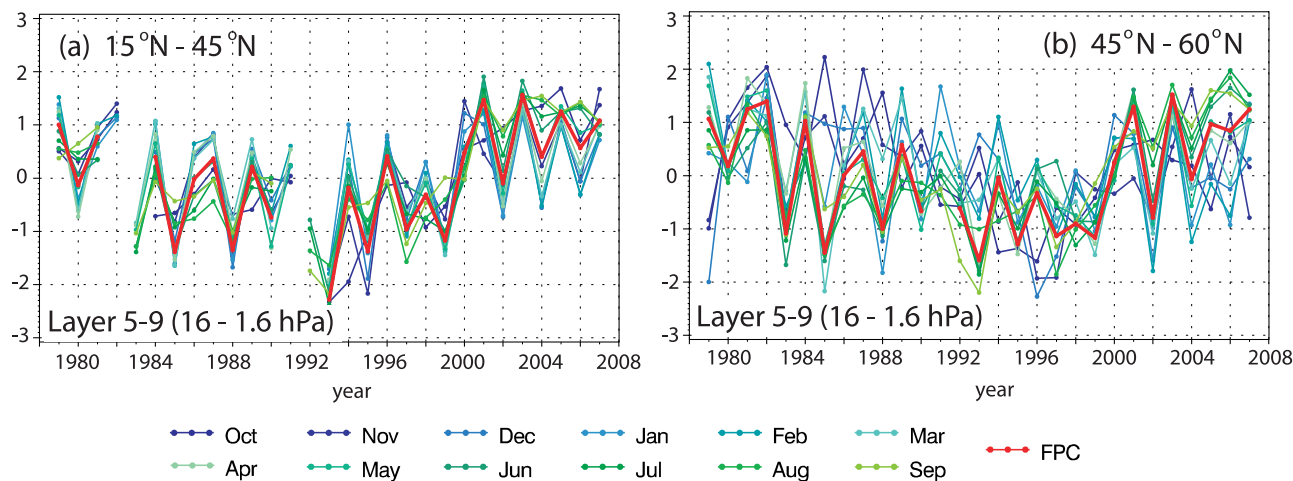 (a) 15°N - 45°N
(b) 45°N - 60°N
3
2
1
0
-1
-2
-3
3
2
1
0
-1
-2
-3
Layer 5-9 (16 - 1.6 hPa)
Layer 5-9 (16 - 1.6 hPa)
1980 1984 1988 1992 1996 2000 2004 2008
1980 1984 1988 1992 1996 2000 2004 2008
year
year
Oct Nov Dec Jan Feb Mar
FPC
Apr May Jun Jul Aug Sep